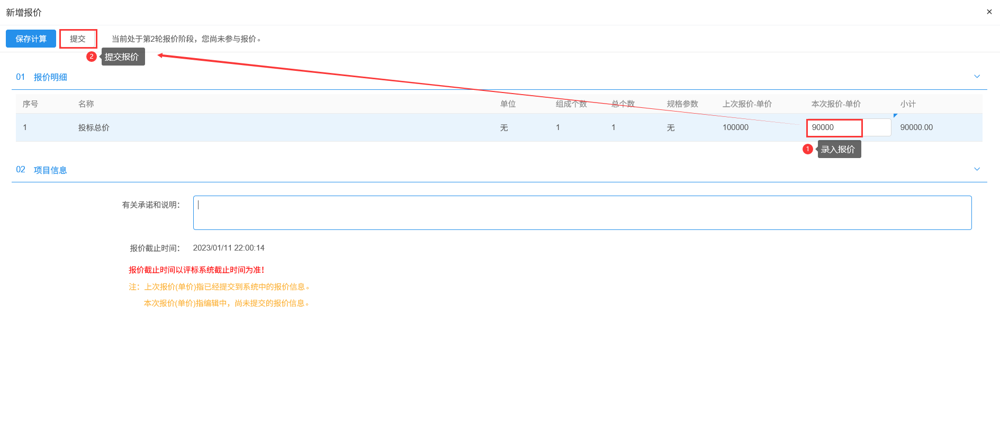 新增报价
×
保存计算 提交 当前处于第2轮报价阶段，您尚未参与报价。
2 提交报价
01 报价明细
序号 名称 单位 组成个数 总个数 规格参数 上次报价-单价 本次报价-单价 小计
1 投标总价 无 1 1 无 100000 90000 90000.00
1 录入报价
02 项目信息
有关承诺和说明：
报价截止时间： 2023/01/11 22:00:14
报价截止时间以评标系统截止时间为准！
注：上次报价(单价)指已经提交到系统中的报价信息。
本次报价(单价)指编辑中，尚未提交的报价信息。